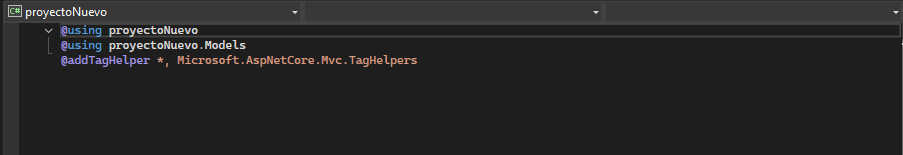 C# proyectoNuevo
@using proyectoNuevo
@using proyectoNuevo.Models
@addTagHelper *, Microsoft.AspNetCore.Mvc.TagHelpers